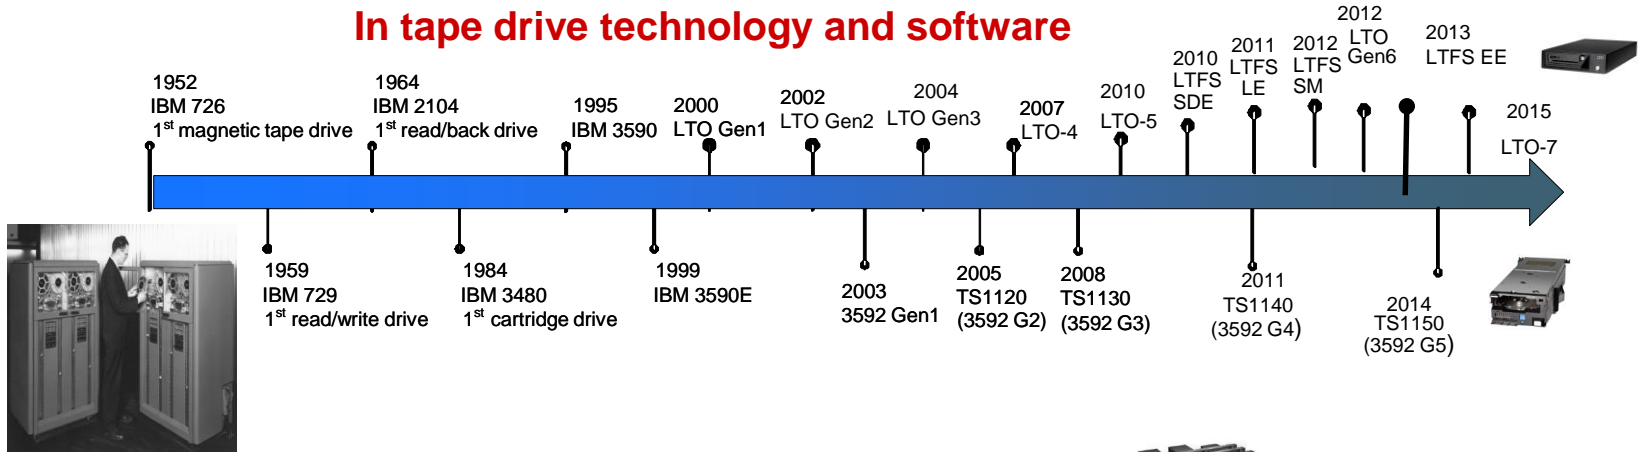 In tape drive technology and software
1952
IBM 726
1st magnetic tape drive
1964
IBM 2104
1st read/back drive
1995
IBM 3590
2000
LTO Gen1
2002
LTO Gen2
2004
LTO Gen3
2007
LTO-4
2010
LTO-5
2010
LTFS
SDE
2011
LTFS
LE
2012
LTFS
SM
2012
LTO
Gen6
2013
LTFS EE
2015
LTO-7
1959
IBM 729
1st read/write drive
1984
IBM 3480
1st cartridge drive
1999
IBM 3590E
2003
3592 Gen1
2005
TS1120
(3592 G2)
2008
TS1130
(3592 G3)
2011
TS1140
(3592 G4)
2014
TS1150
(3592 G5)